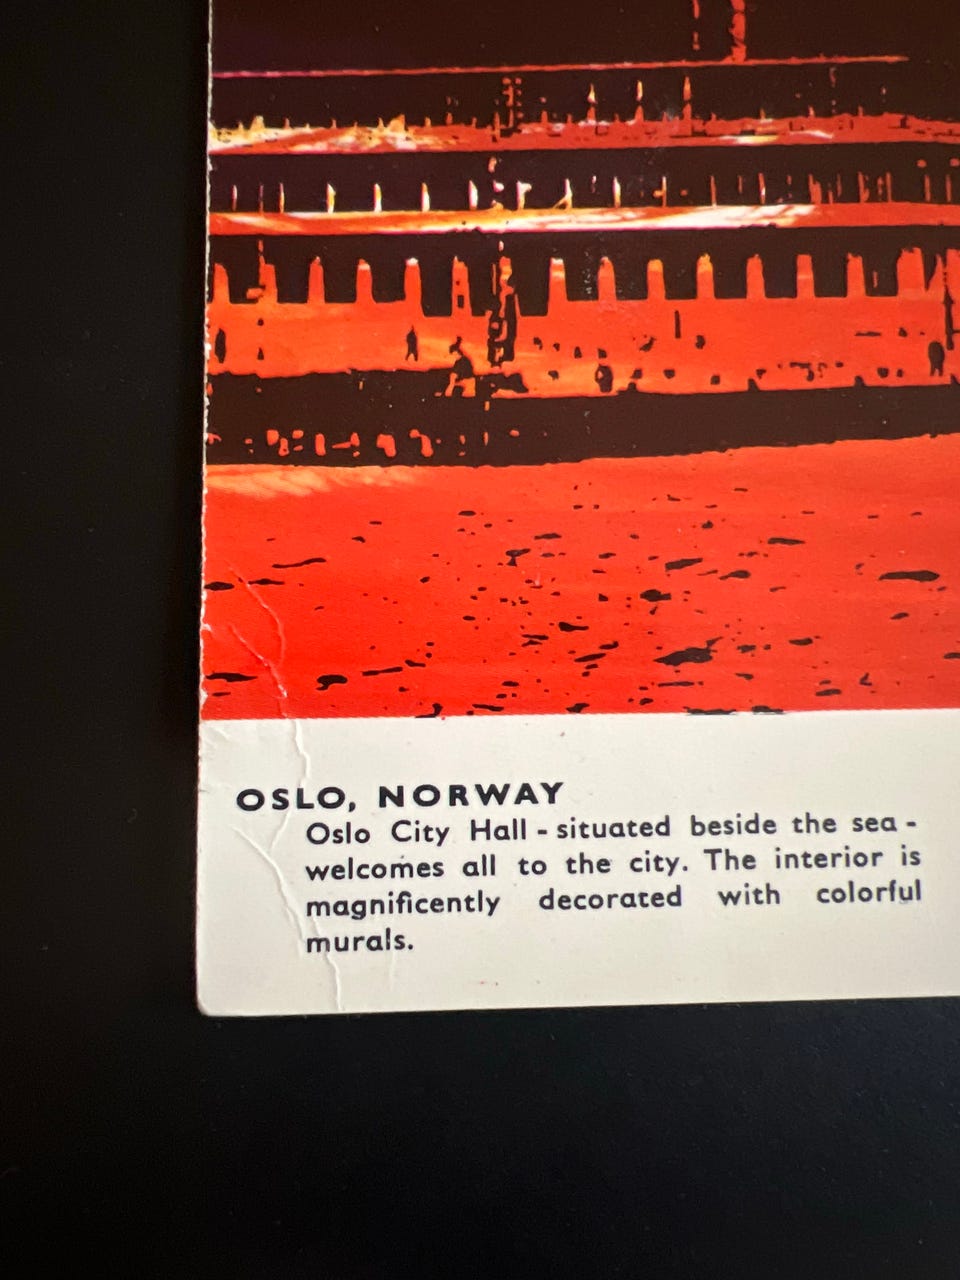 OSLO, NORWAY
Oslo City Hall - situated beside the sea -
welcomes all to the city. The interior is
magnificently decorated with colorful
murals.